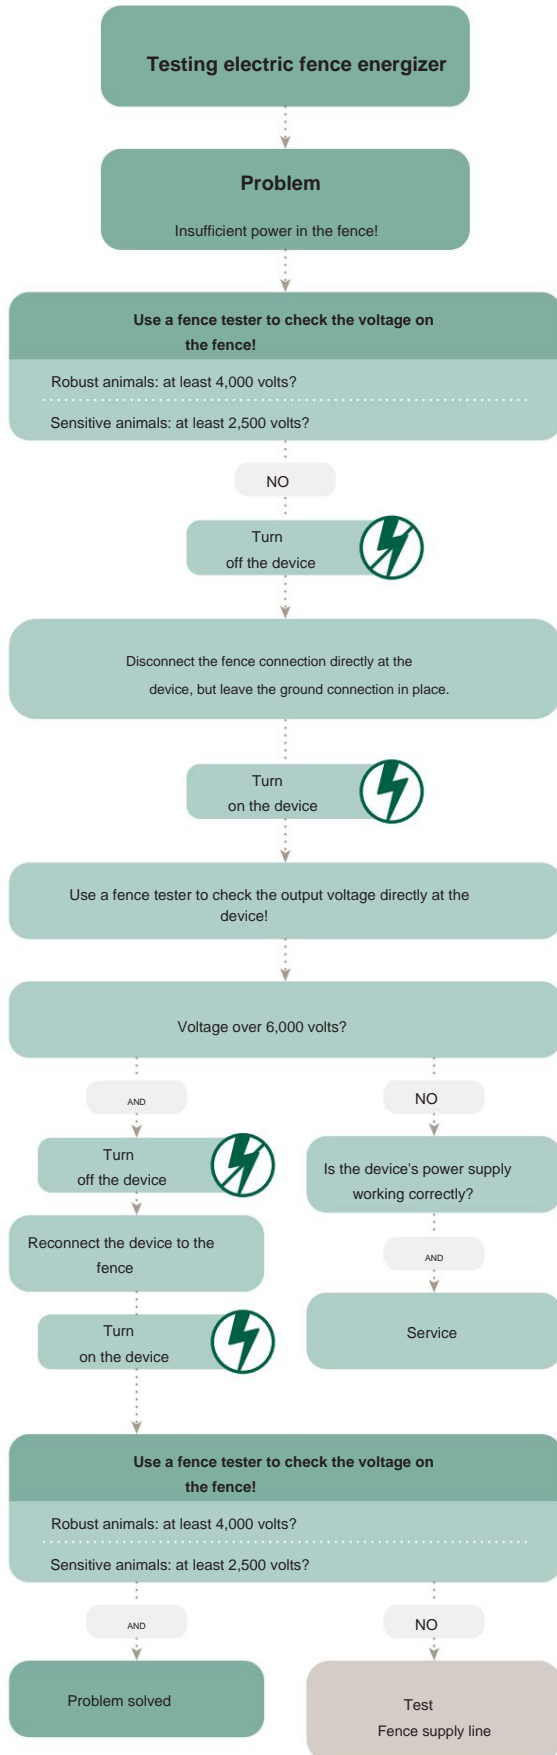 Testing electric fence energizer
Problem
Insufficient power in the fence!
Use a fence tester to check the voltage on
the fence!
Robust animals: at least 4,000 volts?
Sensitive animals: at least 2,500 volts?
NO
Turn
off the device
Disconnect the fence connection directly at the
device, but leave the ground connection in place.
Turn
on the device
Use a fence tester to check the output voltage directly at the
device!
Voltage over 6,000 volts?
AND
NO
Turn
off the device
Is the device's power supply
working correctly?
Reconnect the device to the
fence
AND
Turn
on the device
Service
Use a fence tester to check the voltage on
the fence!
Robust animals: at least 4,000 volts?
Sensitive animals: at least 2,500 volts?
AND
NO
Problem solved
Test
Fence supply line